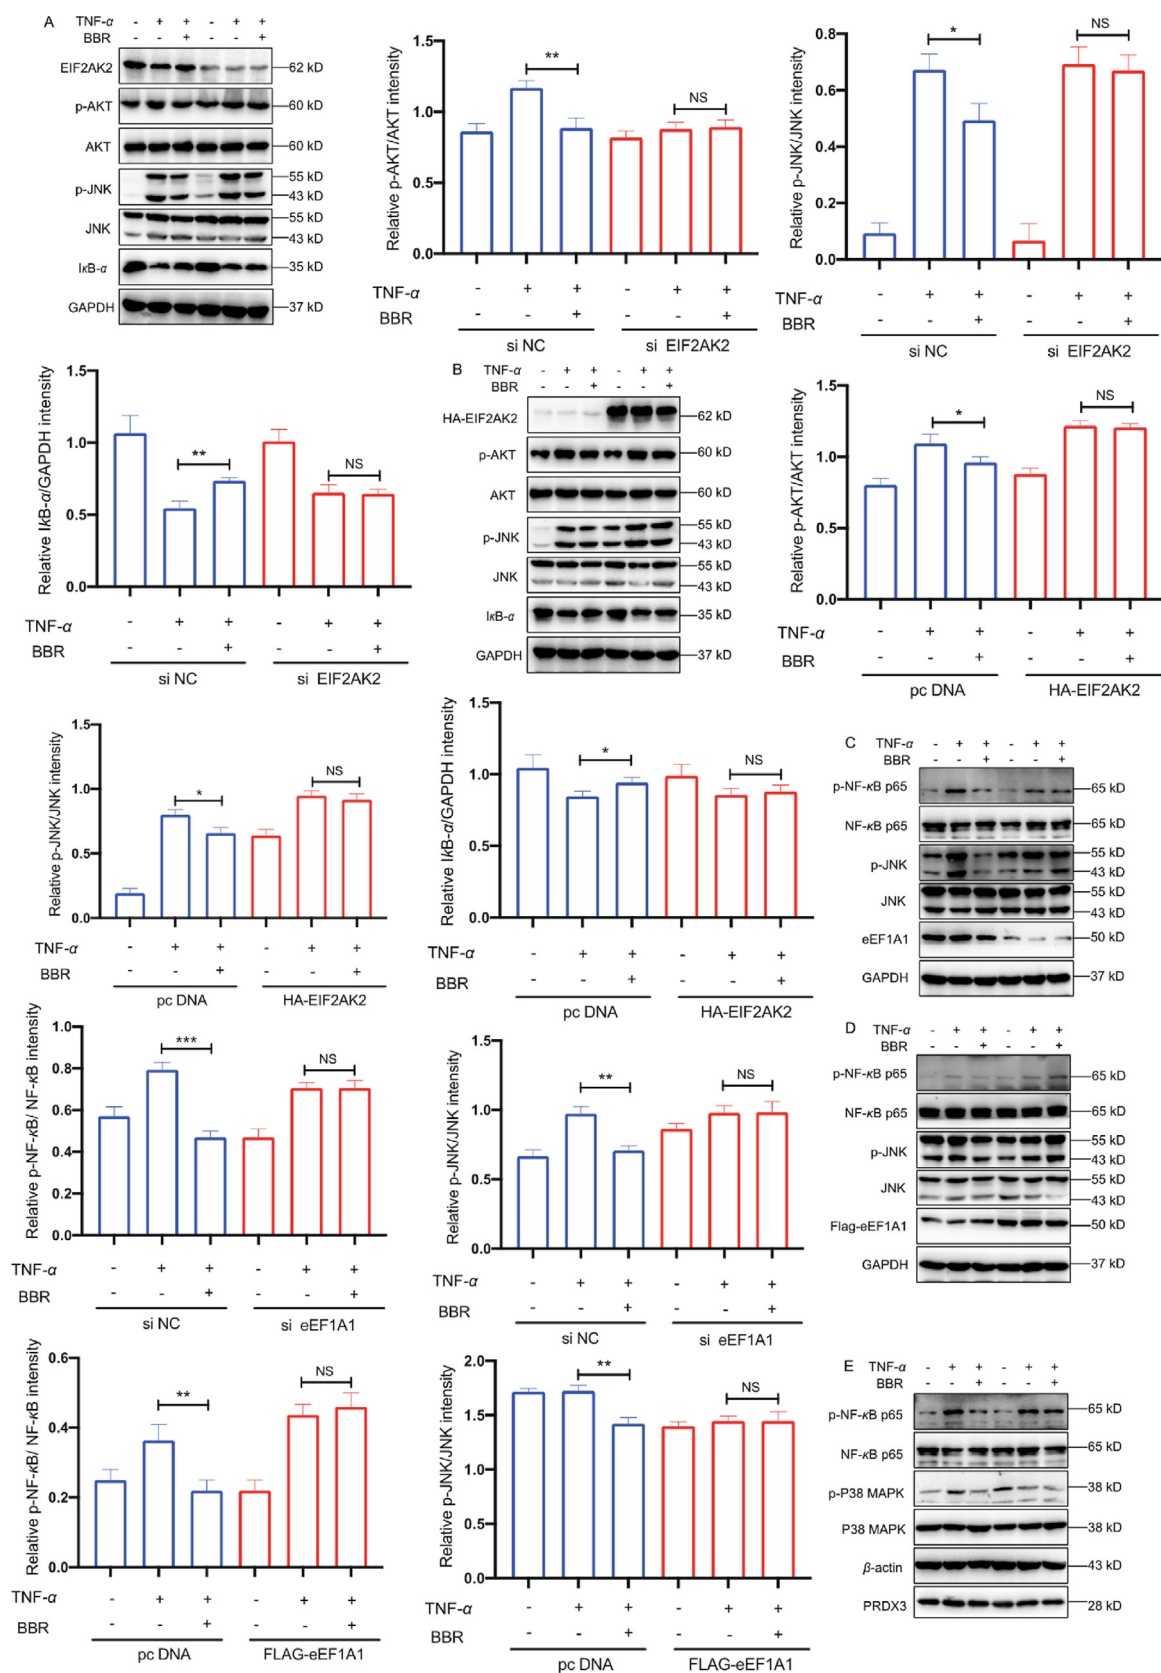 A
TNF-α - + + - + +
BBR - - + - - +
EIF2AK2 62 kD
p-AKT 60 kD
AKT 60 kD
p-JNK 55 kD
43 kD
JNK 55 kD
43 kD
IκB-α 35 kD
GAPDH 37 kD
Relative p-AKT/AKT intensity
1.5
1.0
0.5
0.0
**
NS
TNF-α - + + - + +
BBR - - + - - +
si NC si EIF2AK2
Relative p-JNK/JNK intensity
0.8
0.6
0.4
0.2
0.0
*
NS
TNF-α - + + - + +
BBR - - + - - +
si NC si EIF2AK2
Relative IkB-α/GAPDH intensity
1.5
1.0
0.5
0.0
**
NS
TNF-α - + + - + +
BBR - - + - - +
si NC si EIF2AK2
B
TNF-α - + + - + +
BBR - - + - - +
HA-EIF2AK2 62 kD
p-AKT 60 kD
AKT 60 kD
p-JNK 55 kD
43 kD
JNK 55 kD
43 kD
IκB-α 35 kD
GAPDH 37 kD
Relative p-AKT/AKT intensity
1.5
1.0
0.5
0.0
*
NS
TNF-α - + + - + +
BBR - - + - - +
pc DNA HA-EIF2AK2
Relative p-JNK/JNK intensity
1.5
1.0
0.5
0.0
*
NS
TNF-α - + + - + +
BBR - - + - - +
pc DNA HA-EIF2AK2
Relative IkB-α/GAPDH intensity
1.5
1.0
0.5
0.0
*
NS
TNF-α - + + - + +
BBR - - + - - +
pc DNA HA-EIF2AK2
C
TNF-α - + + - + +
BBR - - + - - +
p-NF-κB p65 65 kD
NF-κB p65 65 kD
p-JNK 55 kD
43 kD
JNK 55 kD
43 kD
eEF1A1 50 kD
GAPDH 37 kD
Relative p-NF-κB/ NF-κB intensity
1.0
0.8
0.6
0.4
0.2
0.0
***
NS
TNF-α - + + - + +
BBR - - + - - +
si NC si eEF1A1
Relative p-JNK/JNK intensity
1.5
1.0
0.5
0.0
**
NS
TNF-α - + + - + +
BBR - - + - - +
si NC si eEF1A1
D
TNF-α - + + - + +
BBR - - + - - +
p-NF-κB p65 65 kD
NF-κB p65 65 kD
p-JNK 55 kD
43 kD
JNK 55 kD
43 kD
Flag-eEF1A1 50 kD
GAPDH 37 kD
Relative p-NF-κB/ NF-κB intensity
0.6
0.4
0.2
0.0
**
NS
TNF-α - + + - + +
BBR - - + - - +
pc DNA FLAG-eEF1A1
Relative p-JNK/JNK intensity
2.0
1.5
1.0
0.5
0.0
**
NS
TNF-α - + + - + +
BBR - - + - - +
pc DNA FLAG-eEF1A1
E
TNF-α - + + - + +
BBR - - + - - +
p-NF-κB p65 65 kD
NF-κB p65 65 kD
p-P38 MAPK 38 kD
P38 MAPK 38 kD
β-actin 43 kD
PRDX3 28 kD